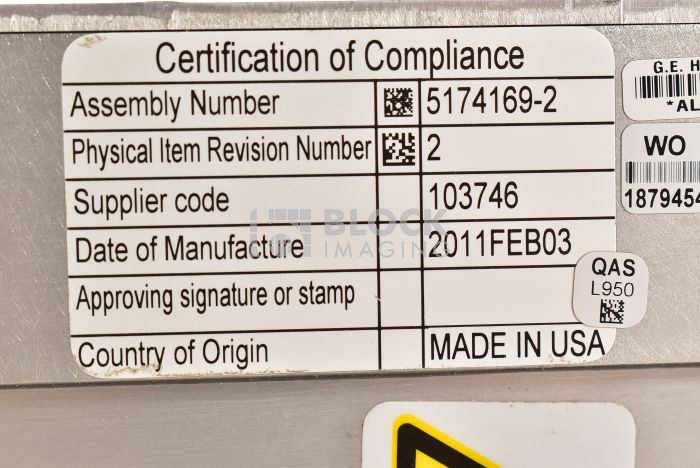 Certification of Compliance
Assembly Number 5174169-2
Physical Item Revision Number 2
Supplier code 103746
Date of Manufacture 2011FEB03
Approving signature or stamp
Country of Origin MADE IN USA
QAS
L950
G.E. H
*AL
WO
1879454
BLOCK
IMAGING